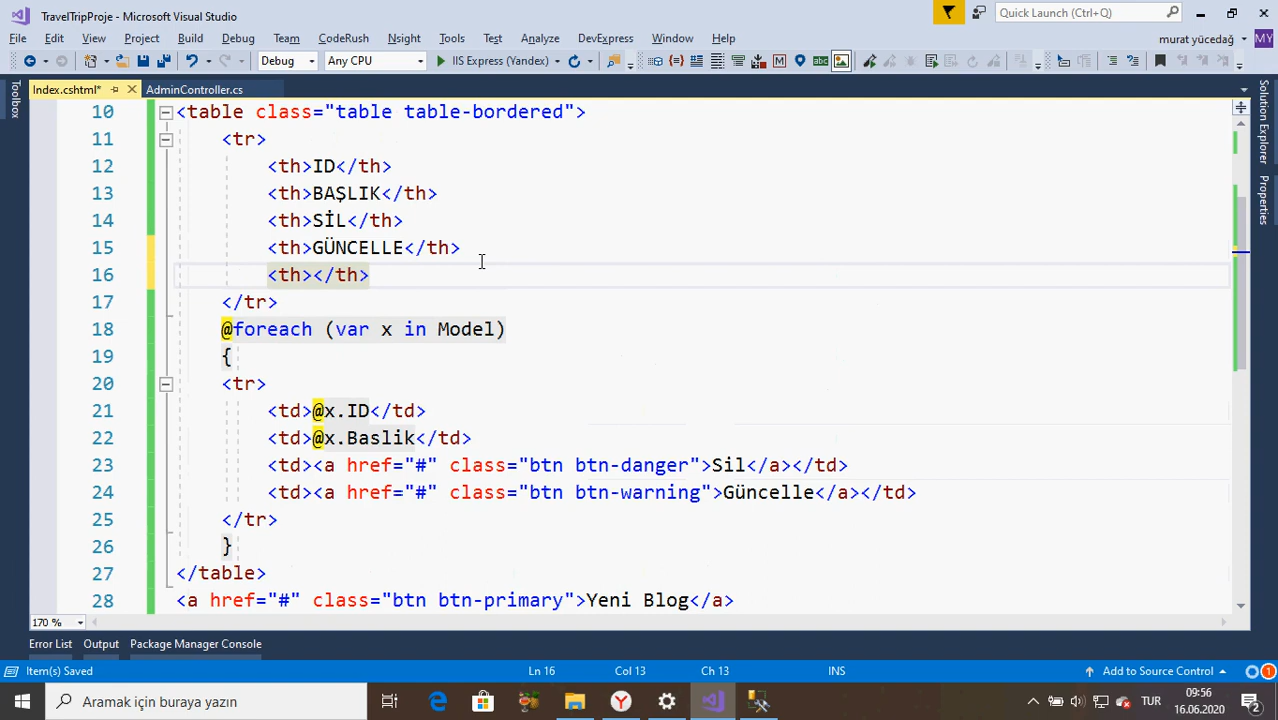 TravelTripProje - Microsoft Visual Studio
Quick Launch (Ctrl+Q)
File Edit View Project Build Debug Team CodeRush Nsight Tools Test Analyze DevExpress Window Help
murat yücedağ MY
Debug Any CPU IIS Express (Yandex)
Toolbox
Index.cshtml* AdminController.cs
Solution Explorer
Properties
10 <table class="table table-bordered">
11 <tr>
12 <th>ID</th>
13 <th>BAŞLIK</th>
14 <th>SİL</th>
15 <th>GÜNCELLE</th>
16 <th></th>
17 </tr>
18 @foreach (var x in Model)
19 {
20 <tr>
21 <td>@x.ID</td>
22 <td>@x.Baslik</td>
23 <td><a href="#" class="btn btn-danger">Sil</a></td>
24 <td><a href="#" class="btn btn-warning">Güncelle</a></td>
25 </tr>
26 }
27 </table>
28 <a href="#" class="btn btn-primary">Yeni Blog</a>
170 %
Error List Output Package Manager Console
Item(s) Saved Ln 16 Col 13 Ch 13 INS Add to Source Control 1
Aramak için buraya yazın
TUR 09:56
16.06.2020
2